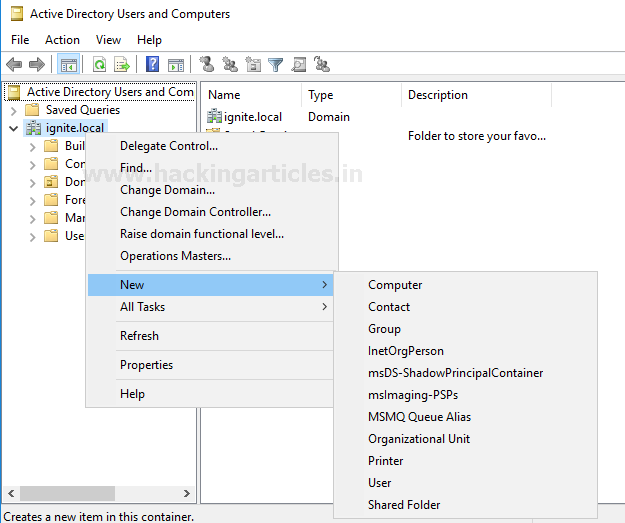 Active Directory Users and Computers
File Action View Help
Active Directory Users and Com
Saved Queries
ignite.local
Buil
Con
Dom
Fore
Man
Use
Name Type Description
ignite.local Domain
Folder to store your favo...
www.hackingarticles.in
Delegate Control...
Find...
Change Domain...
Change Domain Controller...
Raise domain functional level...
Operations Masters...
New
All Tasks
Refresh
Properties
Help
Computer
Contact
Group
InetOrgPerson
msDS-ShadowPrincipalContainer
msImaging-PSPs
MSMQ Queue Alias
Organizational Unit
Printer
User
Shared Folder
Creates a new item in this container.